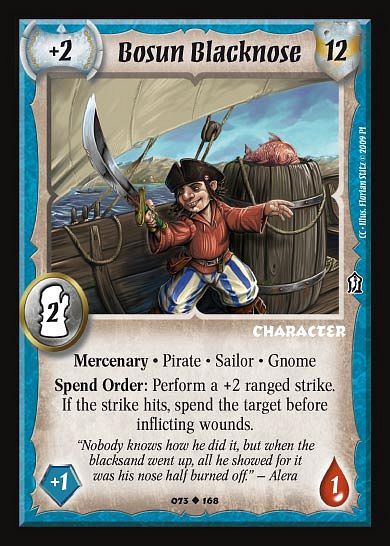 +2
Bosun Blacknose
12
CC • Illus. Florian Stitz © 2009 PI
2
CHARACTER
Mercenary • Pirate • Sailor • Gnome
Spend Order: Perform a +2 ranged strike.
If the strike hits, spend the target before
inflicting wounds.
“Nobody knows how he did it, but when the
blacksand went up, all he showed for it
was his nose half burned off.” – Alera
+1
1
073 ◆ 168